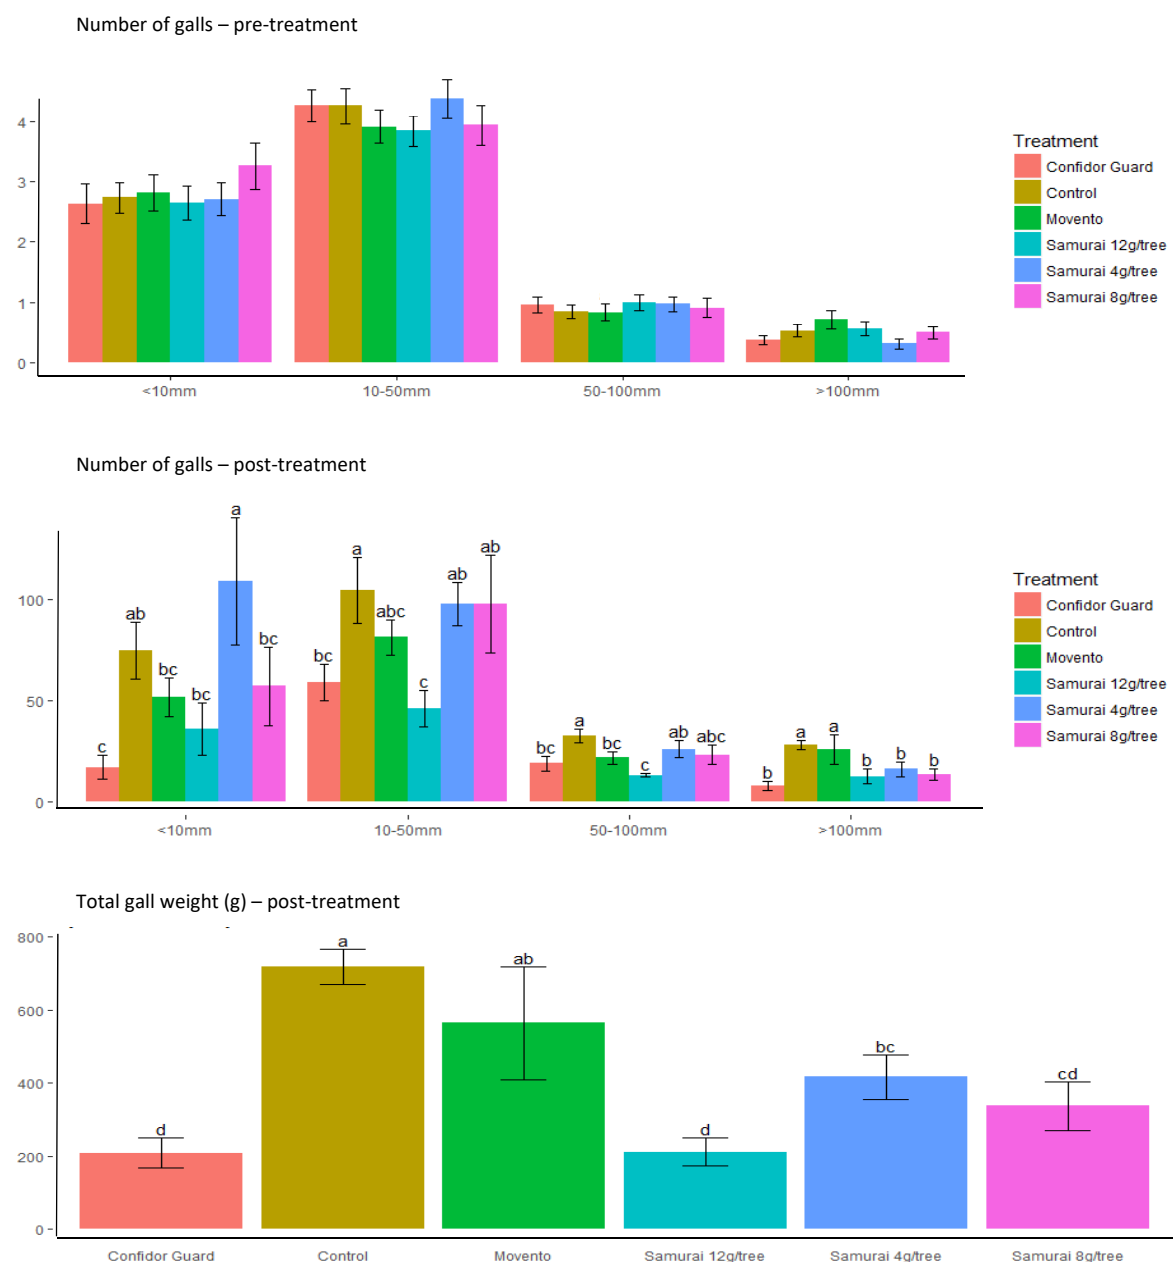 Number of galls – pre-treatment
4
3
2
1
0
<10mm
10-50mm
50-100mm
>100mm
Treatment
Confidor Guard
Control
Movento
Samurai 12g/tree
Samurai 4g/tree
Samurai 8g/tree
Number of galls – post-treatment
100
50
0
c
ab
bc
bc
a
bc
bc
a
abc
c
ab
ab
bc
a
bc
c
ab
abc
b
a
a
b
b
b
<10mm
10-50mm
50-100mm
>100mm
Treatment
Confidor Guard
Control
Movento
Samurai 12g/tree
Samurai 4g/tree
Samurai 8g/tree
Total gall weight (g) – post-treatment
800
600
400
200
0
d
a
ab
d
bc
cd
Confidor Guard
Control
Movento
Samurai 12g/tree
Samurai 4g/tree
Samurai 8g/tree